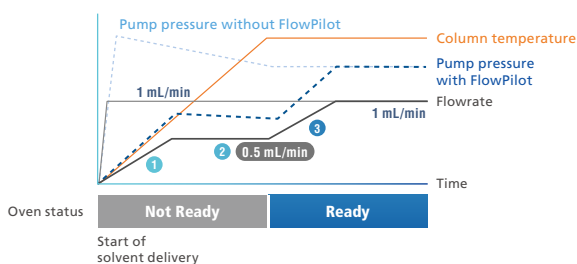 Pump pressure without FlowPilot
Column temperature
Pump pressure
with FlowPilot
1 mL/min
Flowrate
1 mL/min
3
2 0.5 mL/min
1
Time
Oven status Not Ready Ready
Start of
solvent delivery